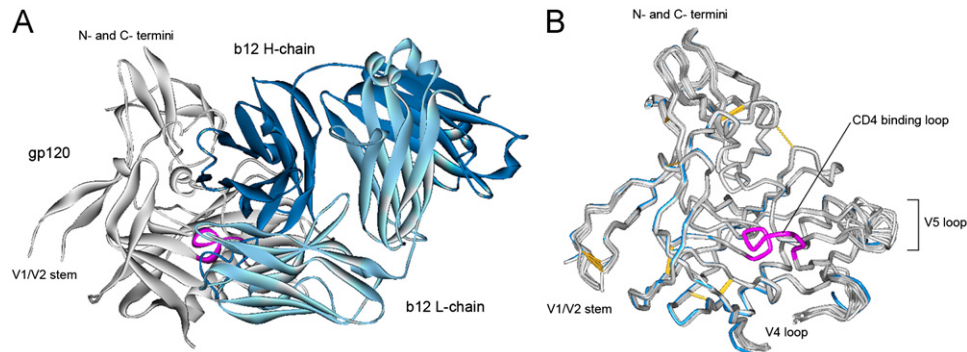 A
N- and C- termini
b12 H-chain
gp120
V1/V2 stem
b12 L-chain
B
N- and C- termini
CD4 binding loop
V5 loop
V1/V2 stem
V4 loop